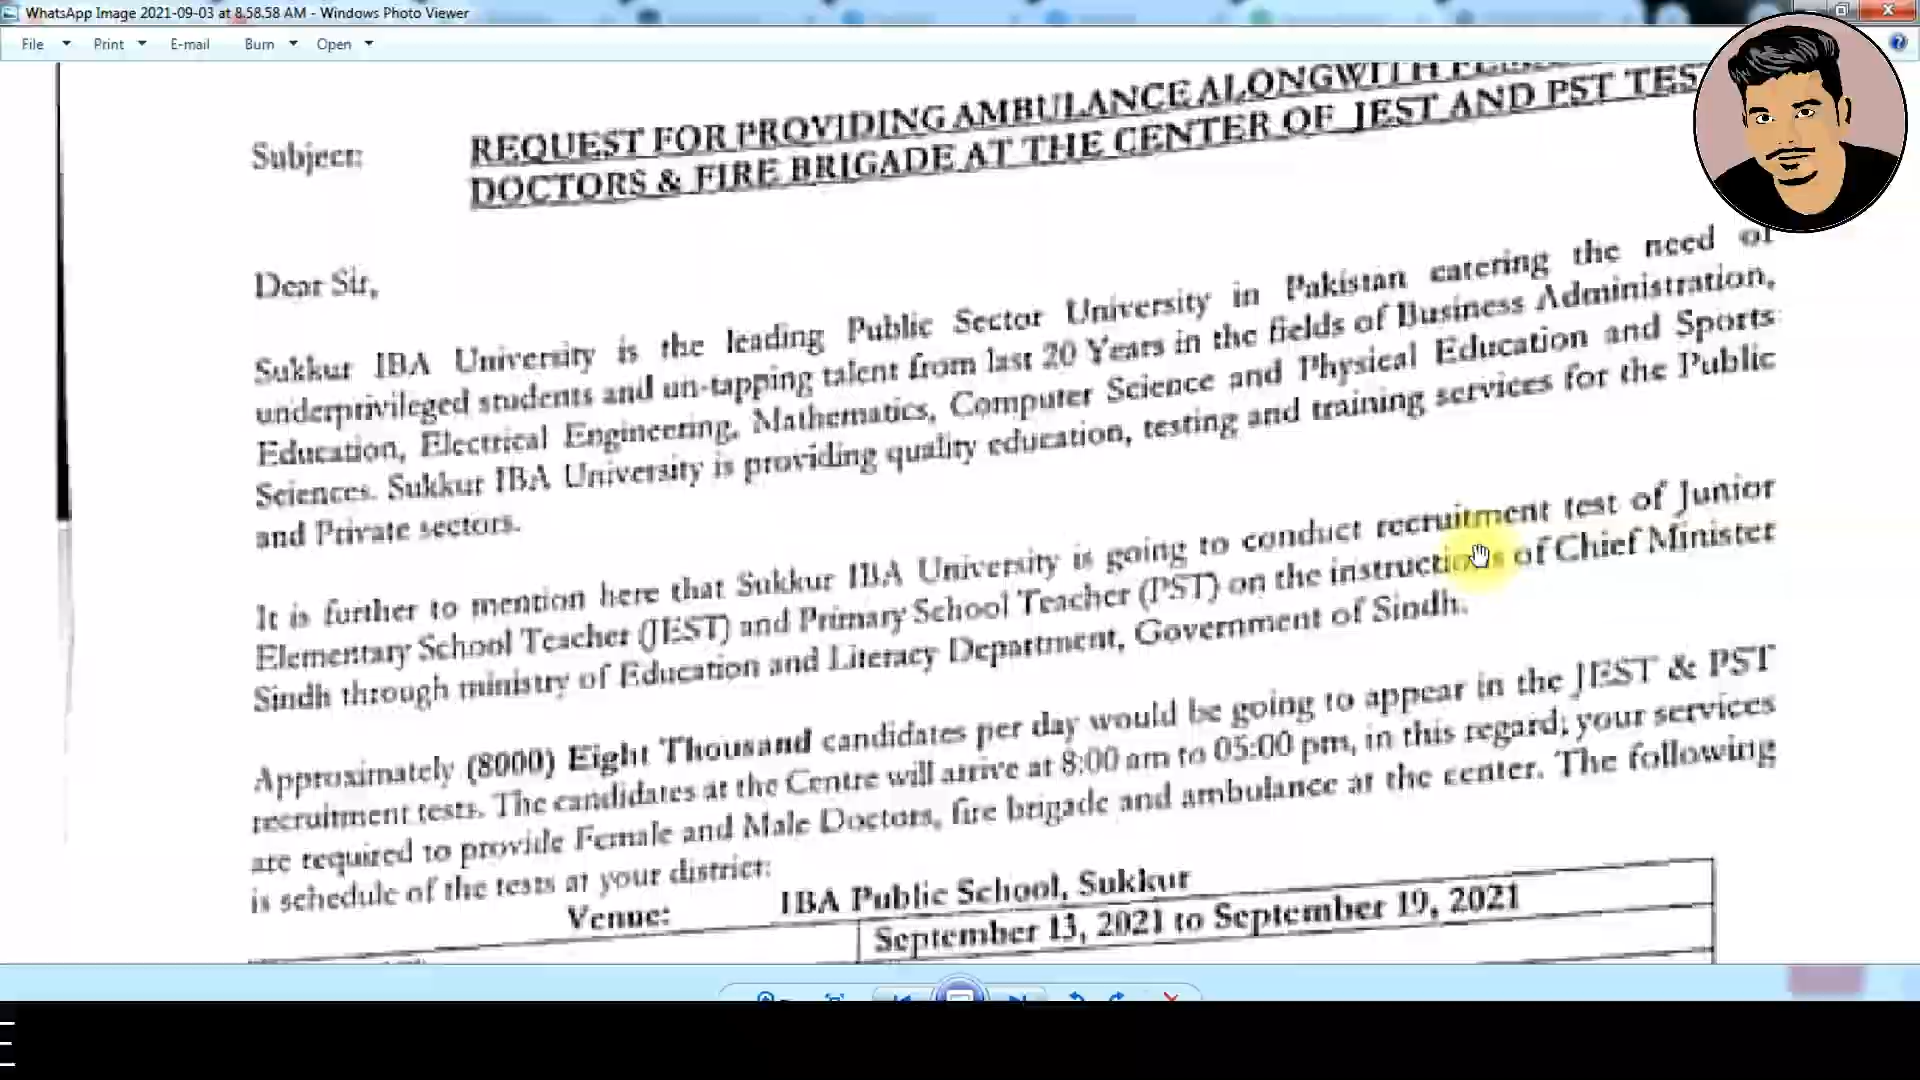 WhatsApp Image 2021-09-03 at 8.58.58 AM - Windows Photo Viewer
File Print E-mail Burn Open
REQUEST FOR PROVIDING AMBULANCE ALONGWITH
Subject: DOCTORS & FIRE BRIGADE AT THE CENTER OF JEST AND PST TES
Dear Sir,
Sukkur IBA University is the leading Public Sector University in Pakistan catering the need of
underprivileged students and un-tapping talent from last 20 Years in the fields of Business Administration,
Education, Electrical Engineering, Mathematics, Computer Science and Physical Education and Sports
Sciences. Sukkur IBA University is providing quality education, testing and training services for the Public
and Private sectors.
It is further to mention here that Sukkur IBA University is going to conduct recruitment test of Junior
Elementary School Teacher (JEST) and Primary School Teacher (PST) on the instructions of Chief Minister
Sindh through ministry of Education and Literacy Department, Government of Sindh.
Approximately (8000) Eight Thousand candidates per day would be going to appear in the JEST & PST
recruitment tests. The candidates at the Centre will arrive at 8:00 am to 05:00 pm, in this regard; your services
are required to provide Female and Male Doctors, fire brigade and ambulance at the center. The following
is schedule of the tests at your district:
Venue: IBA Public School, Sukkur
September 13, 2021 to September 19, 2021